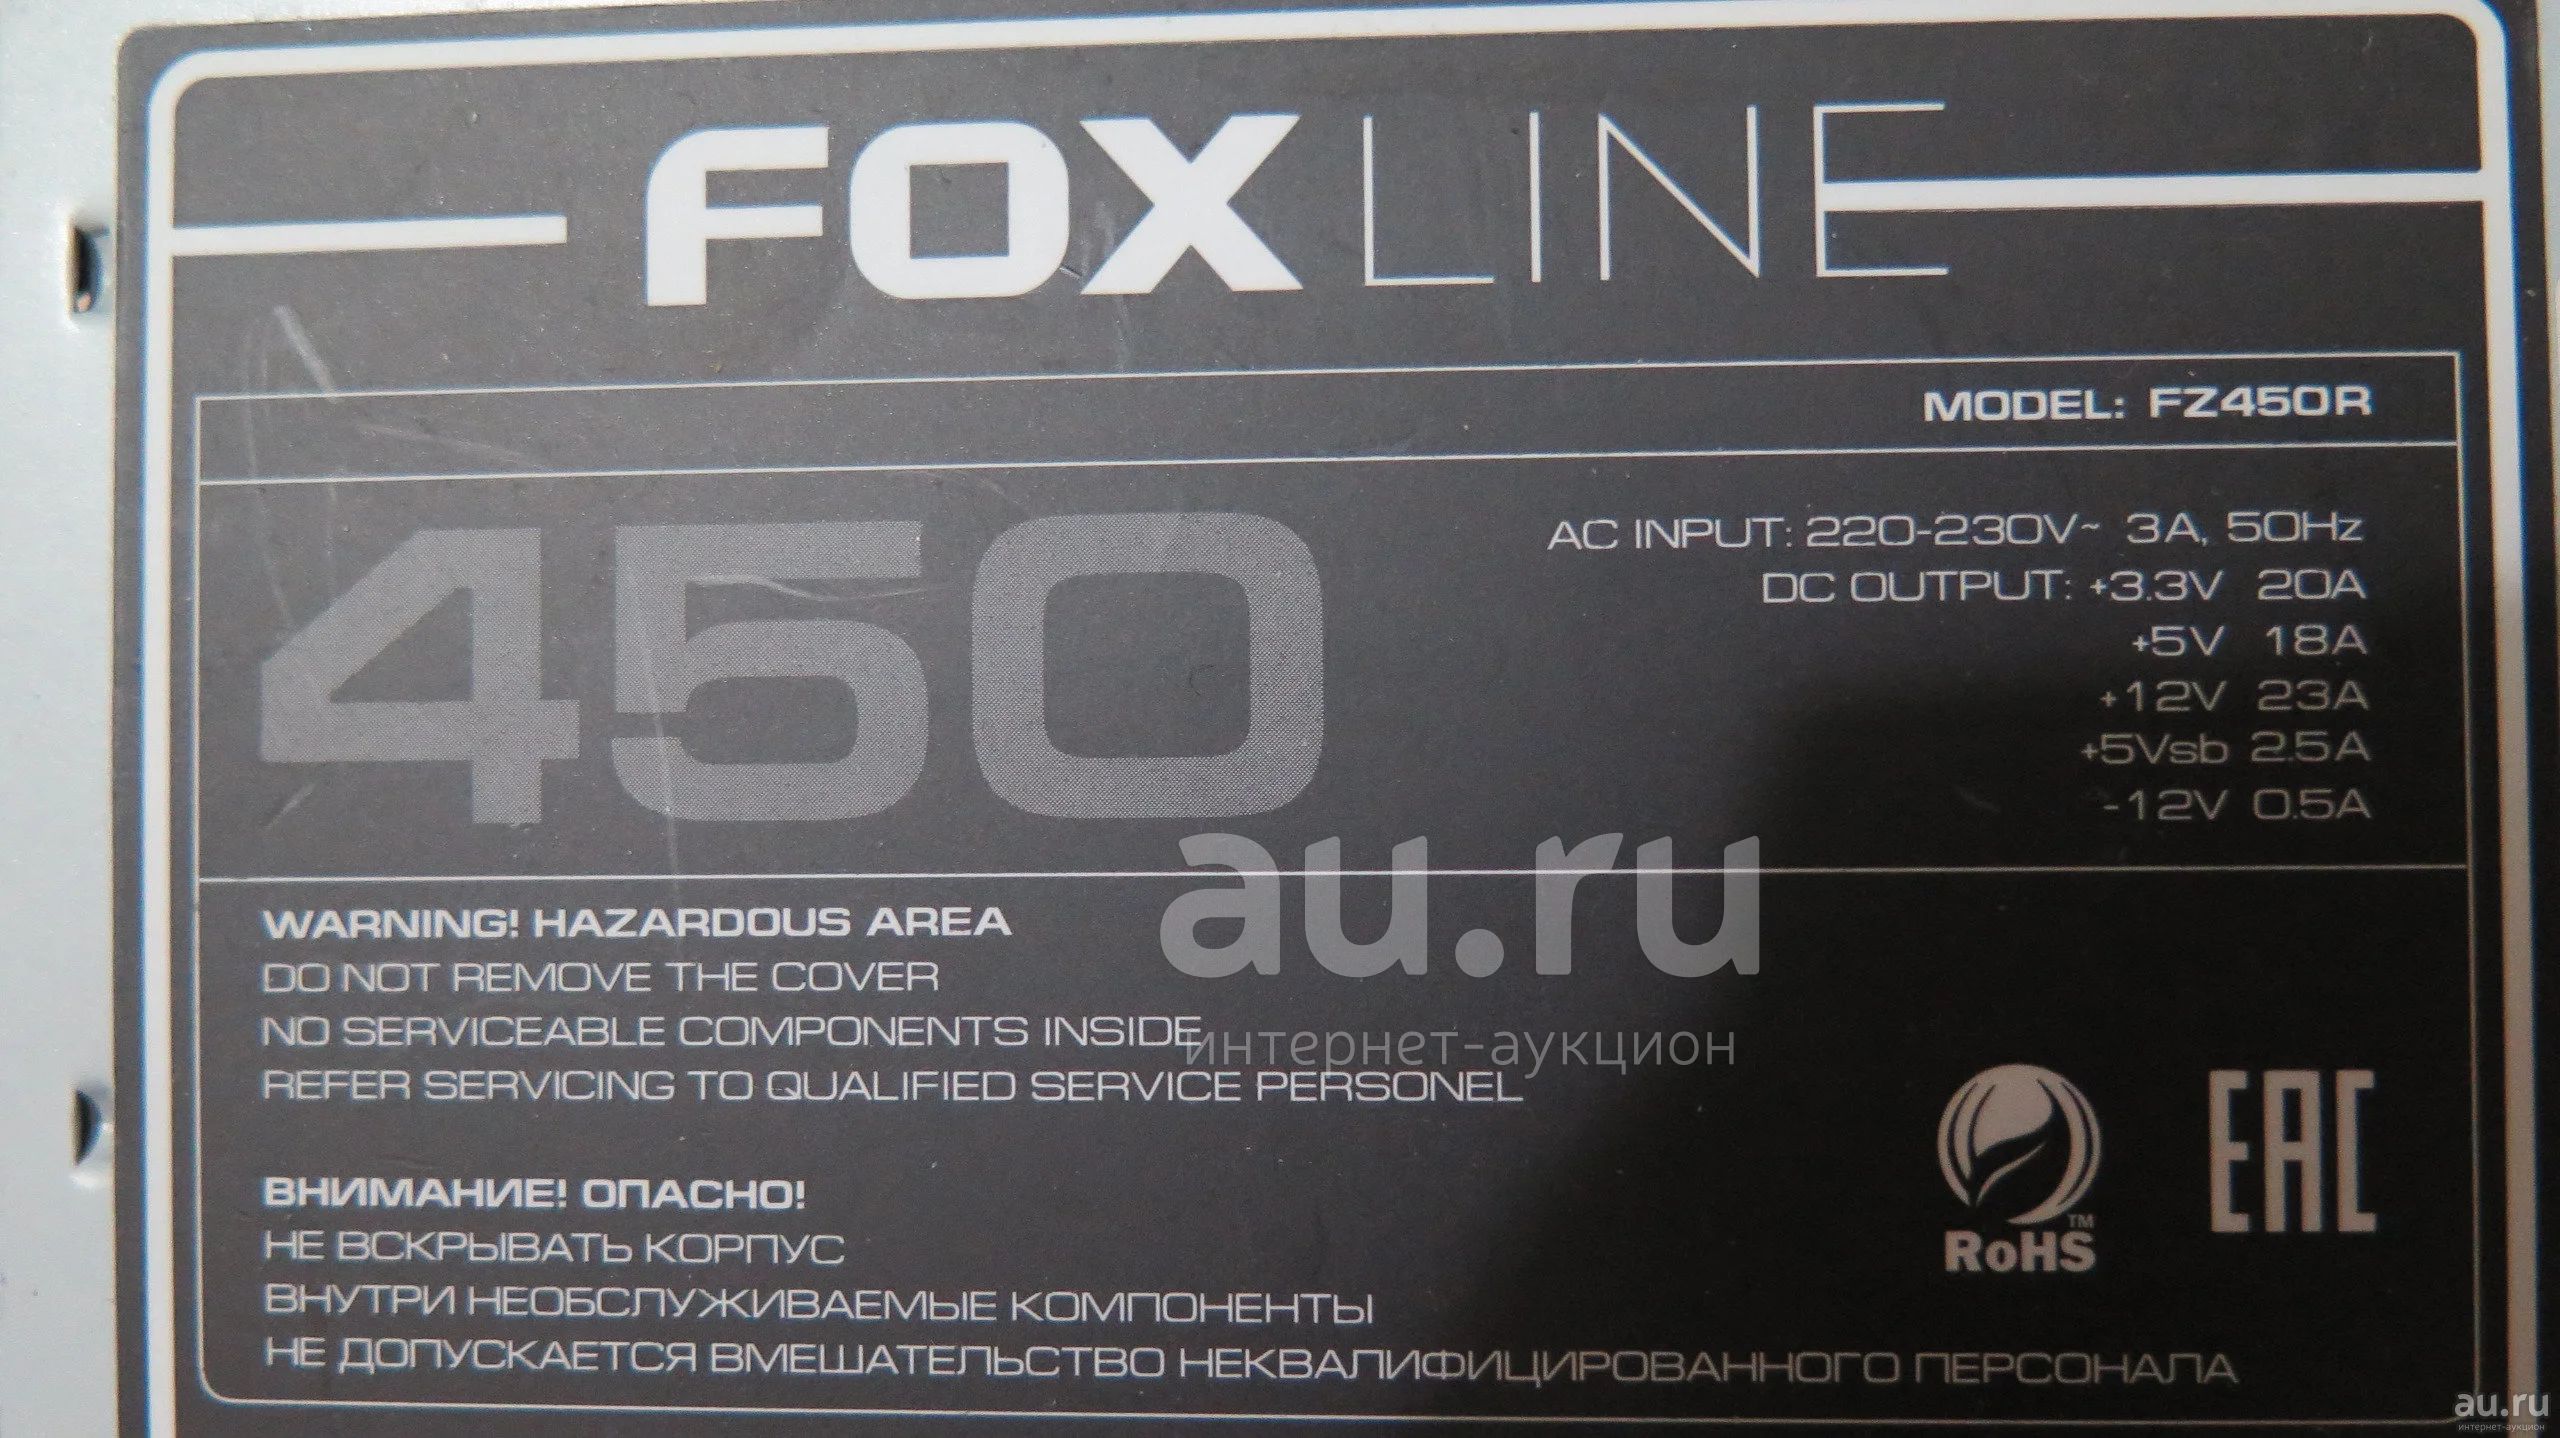 FOXLINE
MODEL: FZ450R
450
AC INPUT: 220-230V~ 3A, 50Hz
DC OUTPUT: +3.3V 20A
+5V 18A
+12V 23A
+5Vsb 2.5A
-12V 0.5A
au.ru
интернет-аукцион
WARNING! HAZARDOUS AREA
DO NOT REMOVE THE COVER
NO SERVICEABLE COMPONENTS INSIDE
REFER SERVICING TO QUALIFIED SERVICE PERSONEL
ВНИМАНИЕ! ОПАСНО!
НЕ ВСКРЫВАТЬ КОРПУС
ВНУТРИ НЕОБСЛУЖИВАЕМЫЕ КОМПОНЕНТЫ
НЕ ДОПУСКАЕТСЯ ВМЕШАТЕЛЬСТВО НЕКВАЛИФИЦИРОВАННОГО ПЕРСОНАЛА
TM
RoHS
EAC
au.ru
интернет-аукцион